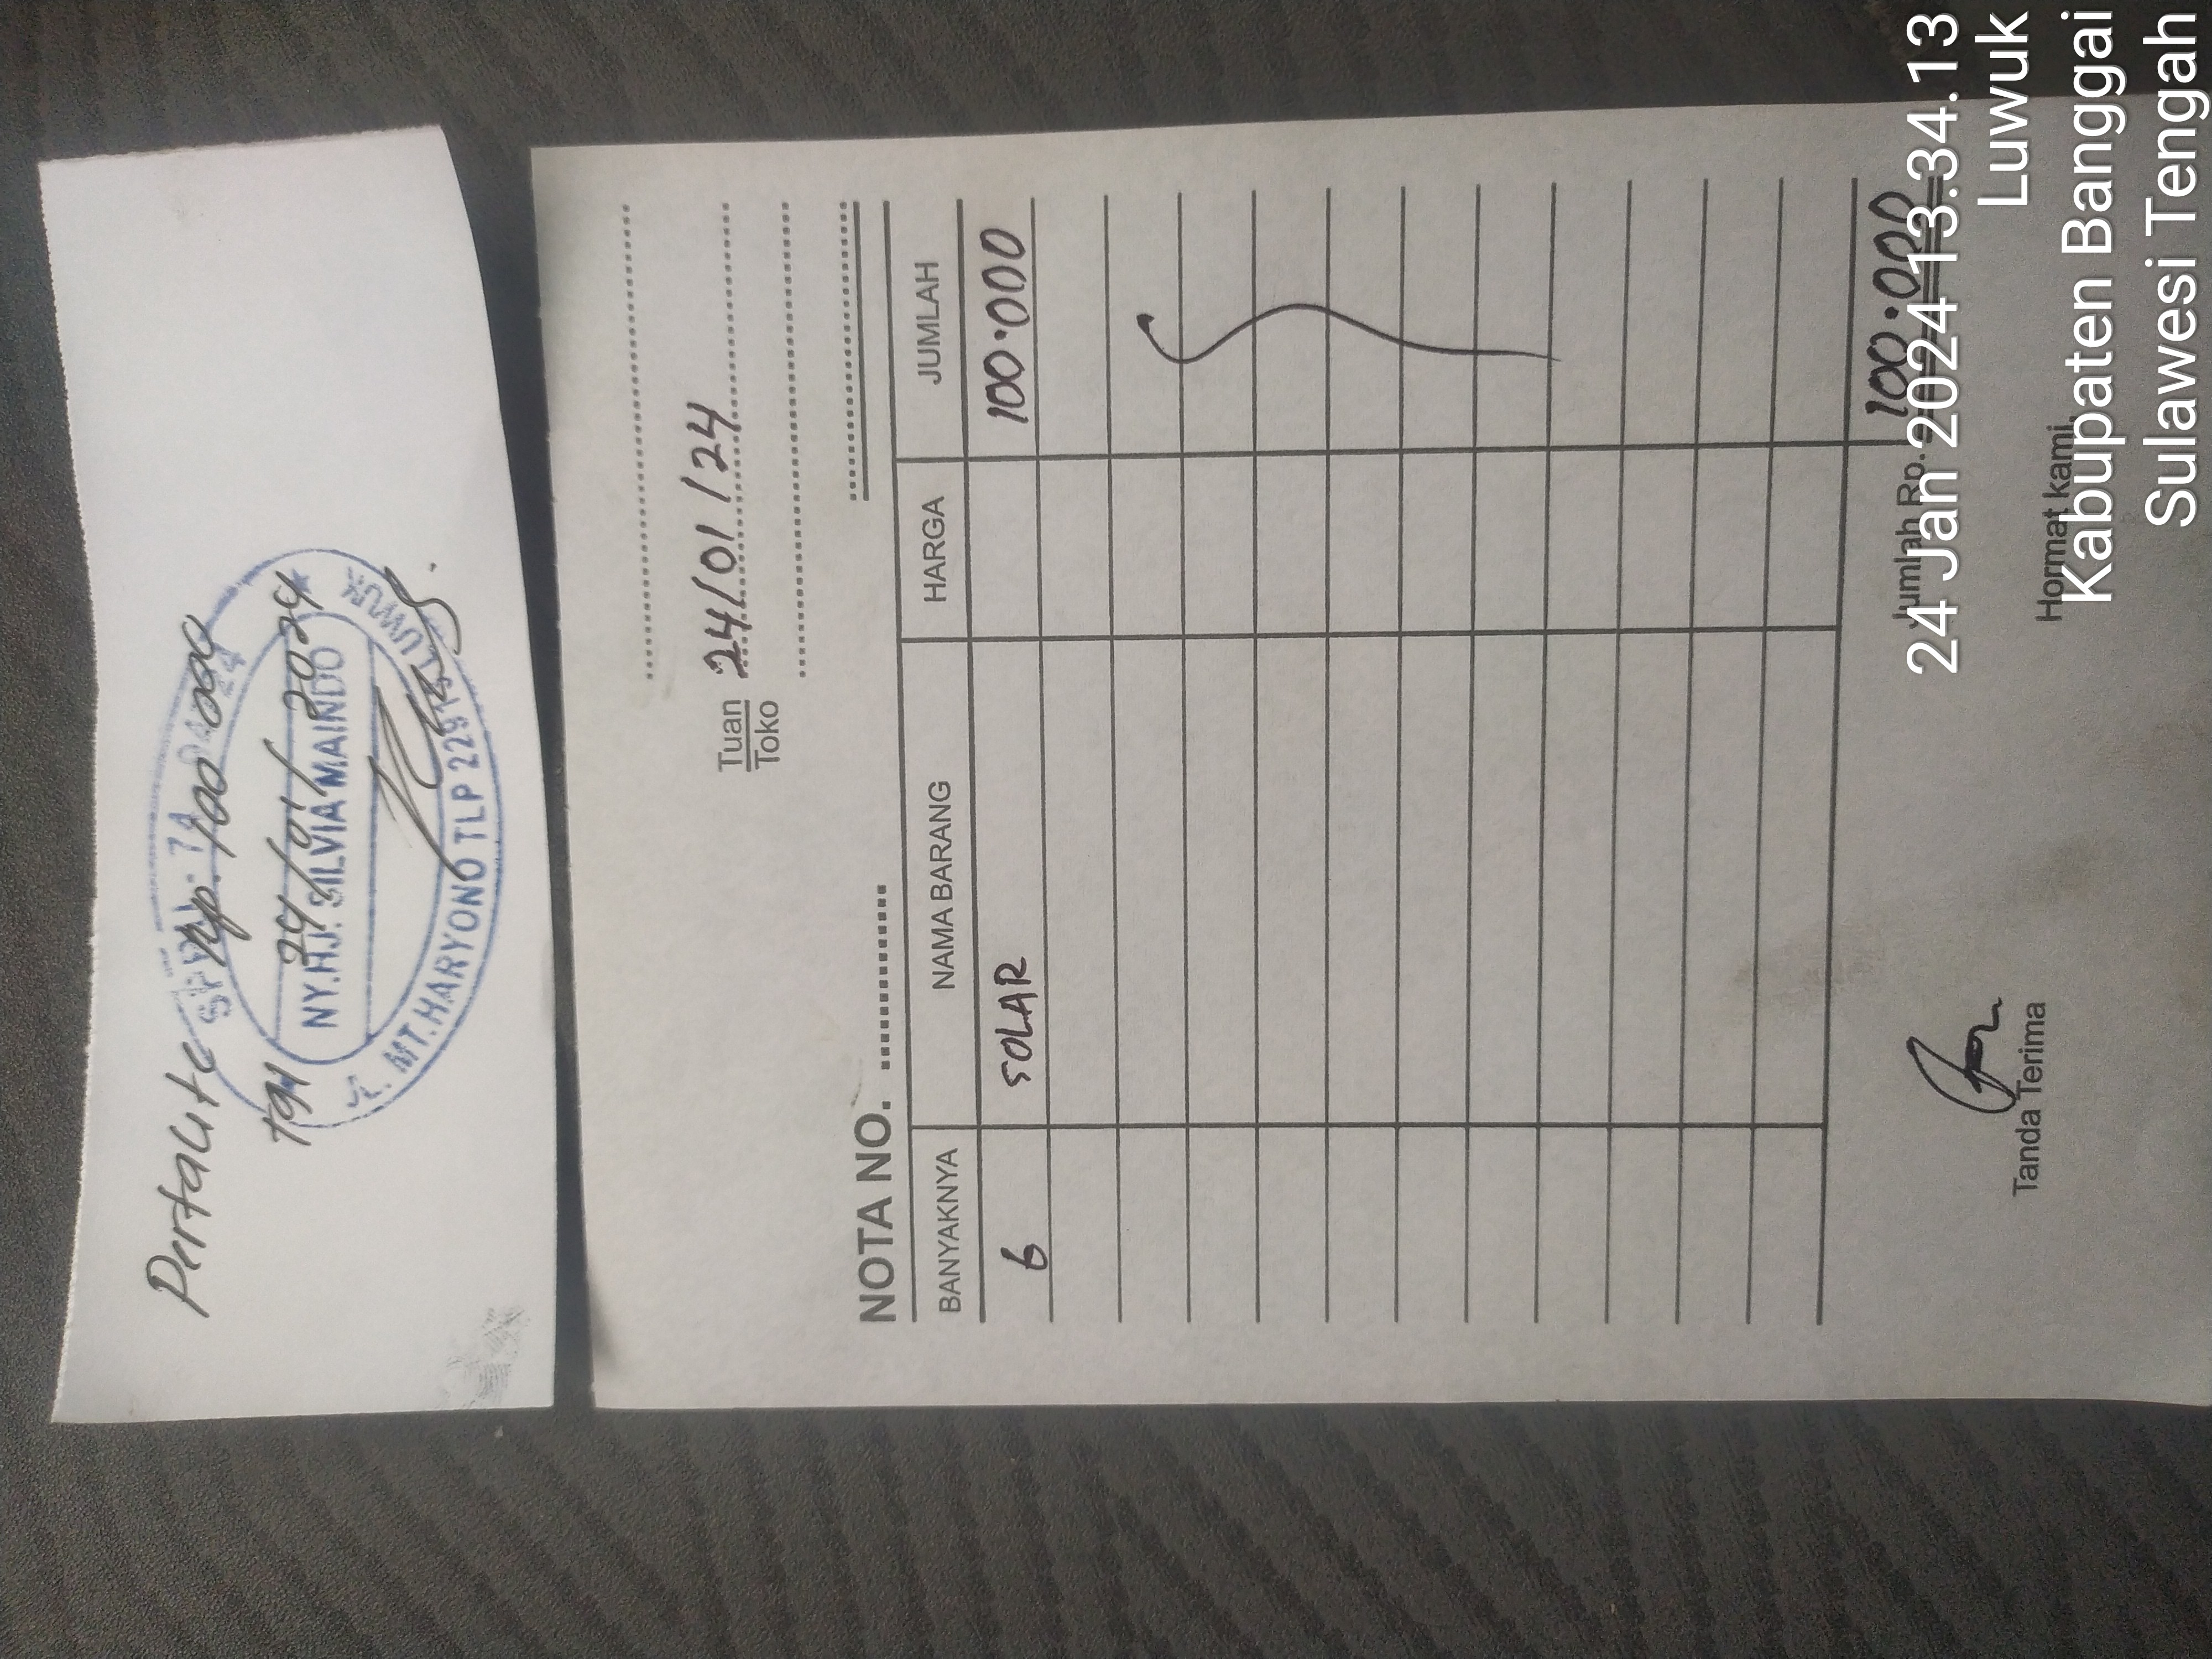 Pertalite Rp. 100.000
Tgl 24/01/2024
SPBU 74
NY.HJ. SILVIA MAINDO
JL. MT.HARYONO TLP 22915 LUWUK
Tuan 24/01/24
Toko
NOTA NO.
BANYAKNYA NAMA BARANG HARGA JUMLAH
6 SOLAR 100.000
Jumlah Rp. 100.000
Tanda Terima Hormat kami,
24 Jan 2024 13.34.13
Luwuk
Kabupaten Banggai
Sulawesi Tengah